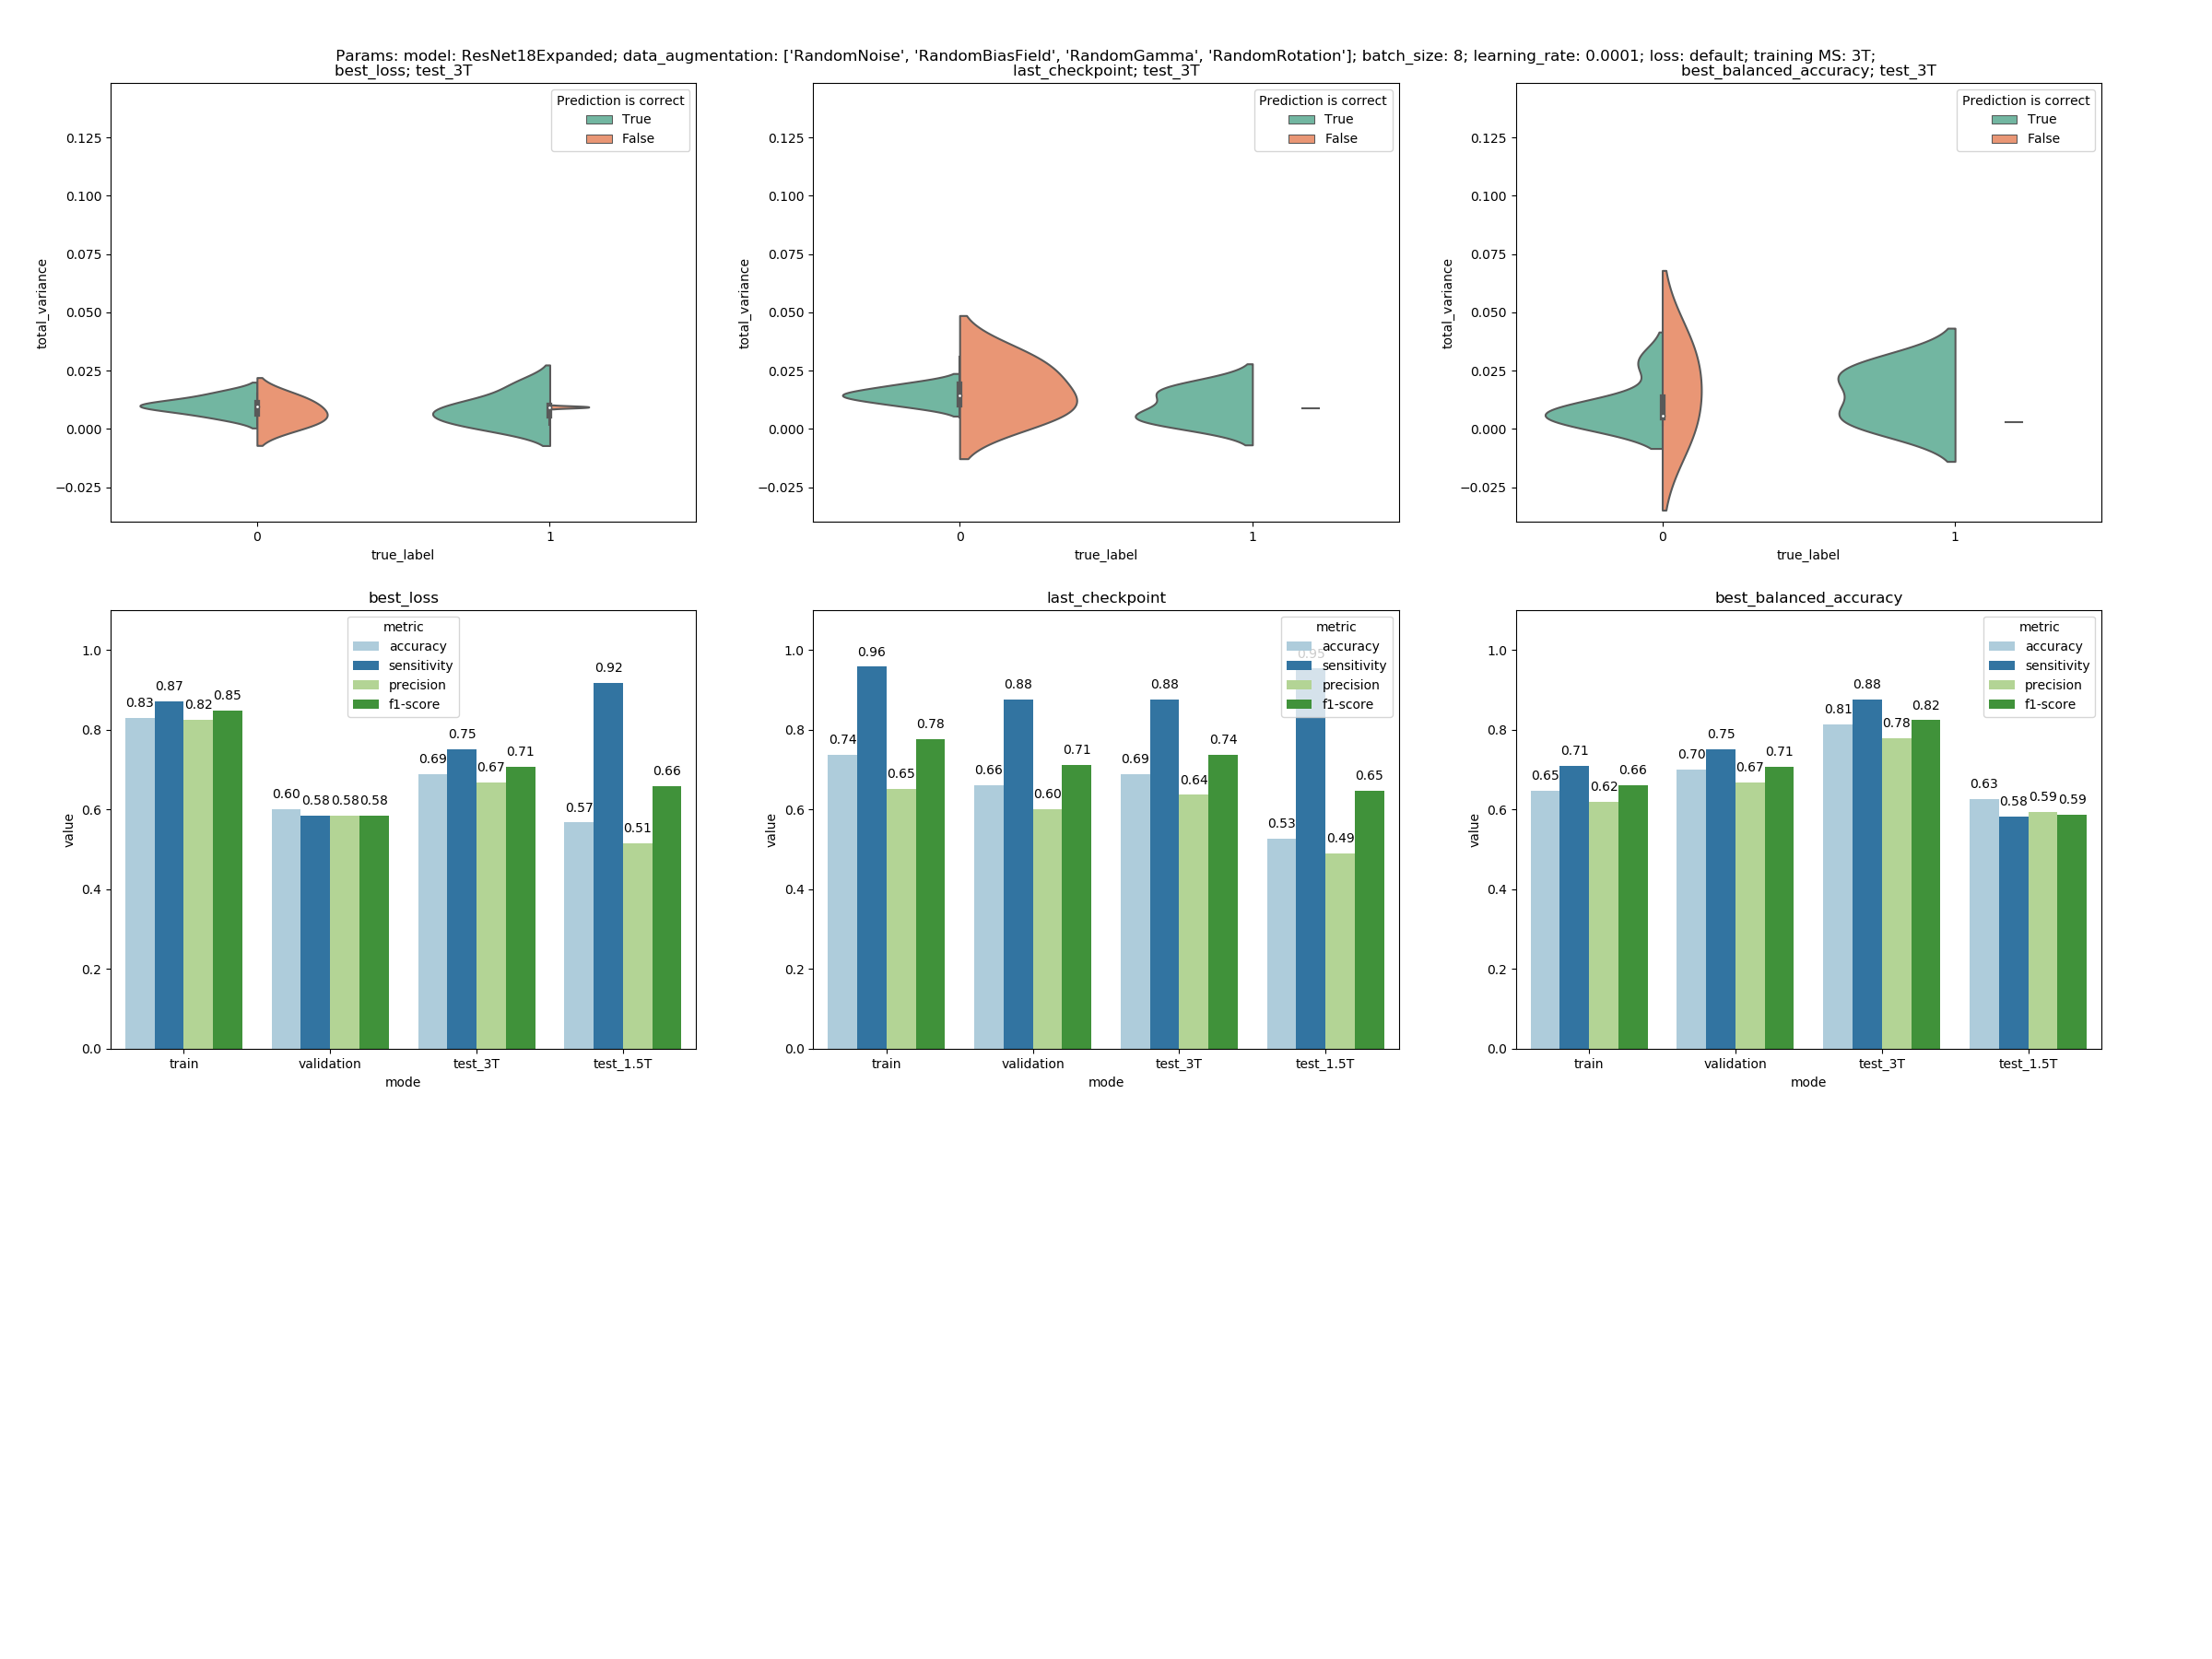 Params: model: ResNet18Expanded; data_augmentation: ['RandomNoise', 'RandomBiasField', 'RandomGamma', 'RandomRotation']; batch_size: 8; learning_rate: 0.0001; loss: default; training MS: 3T;
best_loss; test_3T
Prediction is correct
True
False
0.125
0.100
0.075
0.050
0.025
0.000
−0.025
total_variance
0 1
true_label
last_checkpoint; test_3T
Prediction is correct
True
False
0.125
0.100
0.075
0.050
0.025
0.000
−0.025
total_variance
0 1
true_label
best_balanced_accuracy; test_3T
Prediction is correct
True
False
0.125
0.100
0.075
0.050
0.025
0.000
−0.025
total_variance
0 1
true_label
best_loss
metric
accuracy
sensitivity
precision
f1-score
1.0
0.8
0.6
0.4
0.2
0.0
value
0.83 0.87 0.82 0.85
0.60 0.58 0.58 0.58
0.69 0.75 0.67 0.71
0.57 0.92 0.51 0.66
train validation test_3T test_1.5T
mode
last_checkpoint
metric
accuracy
sensitivity
precision
f1-score
1.0
0.8
0.6
0.4
0.2
0.0
value
0.74 0.96 0.65 0.78
0.66 0.88 0.60 0.71
0.69 0.88 0.64 0.74
0.53 0.95 0.49 0.65
train validation test_3T test_1.5T
mode
best_balanced_accuracy
metric
accuracy
sensitivity
precision
f1-score
1.0
0.8
0.6
0.4
0.2
0.0
value
0.65 0.71 0.62 0.66
0.70 0.75 0.67 0.71
0.81 0.88 0.78 0.82
0.63 0.58 0.59 0.59
train validation test_3T test_1.5T
mode